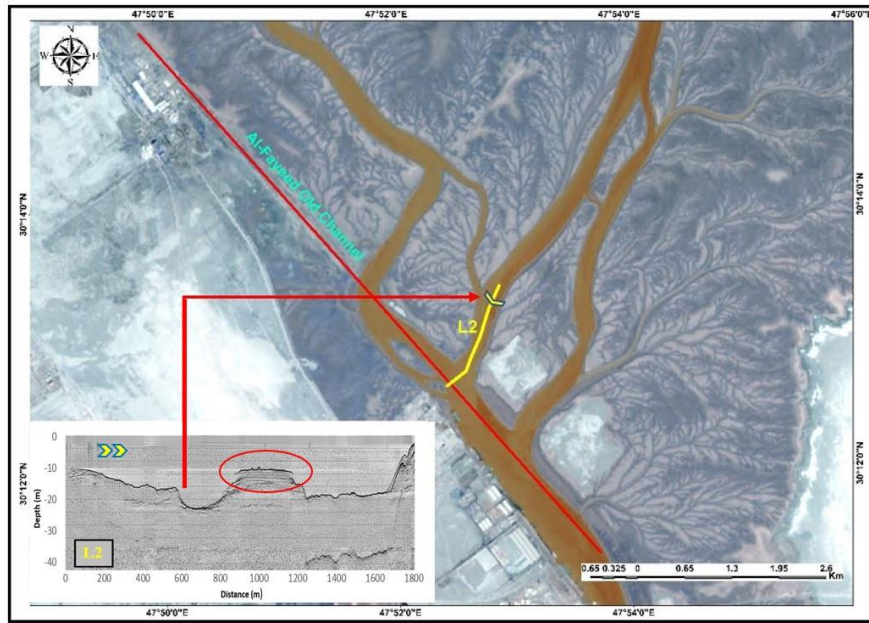 47°50'0"E 47°52'0"E 47°54'0"E 47°56'0"E
N
W E
S
Al-Fayead Old Channel
30°14'0"N 30°14'0"N
L2
30°12'0"N 30°12'0"N
0
-10
-20
-30
-40
Depth (m)
L2
0 200 400 600 800 1000 1200 1400 1600 1800
Distance (m)
0.65 0.325 0 0.65 1.3 1.95 2.6
Km
47°50'0"E 47°52'0"E 47°54'0"E